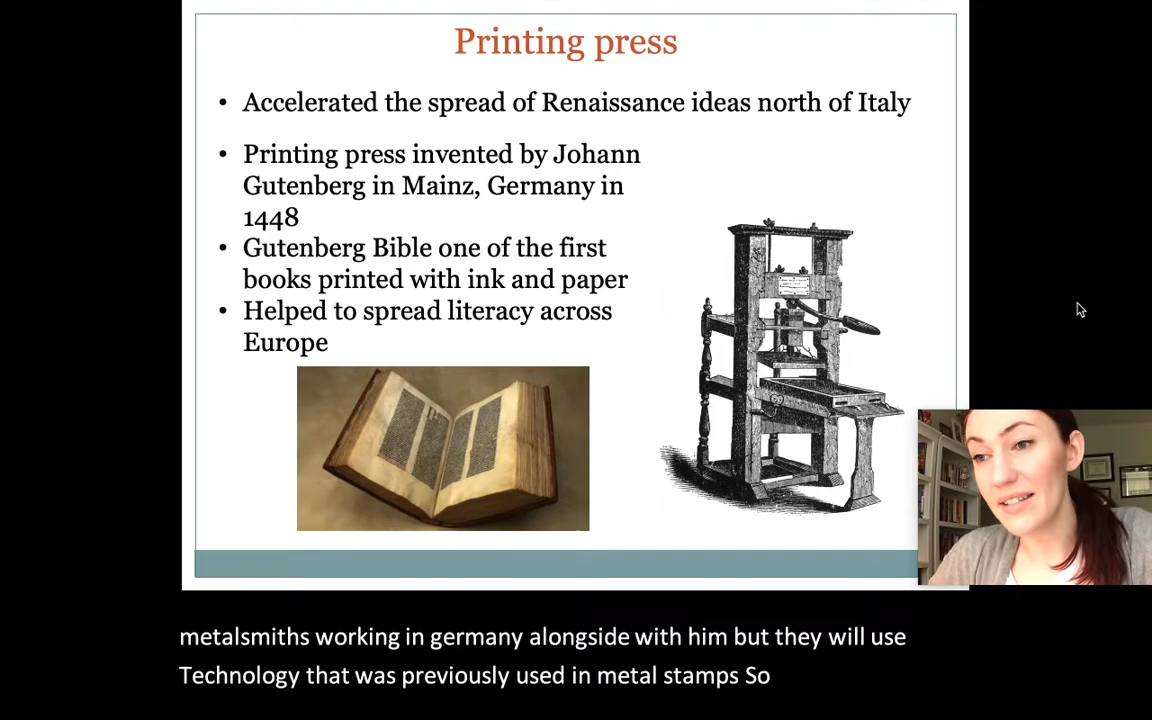 Printing press
• Accelerated the spread of Renaissance ideas north of Italy
• Printing press invented by Johann
Gutenberg in Mainz, Germany in
1448
• Gutenberg Bible one of the first
books printed with ink and paper
• Helped to spread literacy across
Europe
metalsmiths working in germany alongside with him but they will use
Technology that was previously used in metal stamps So